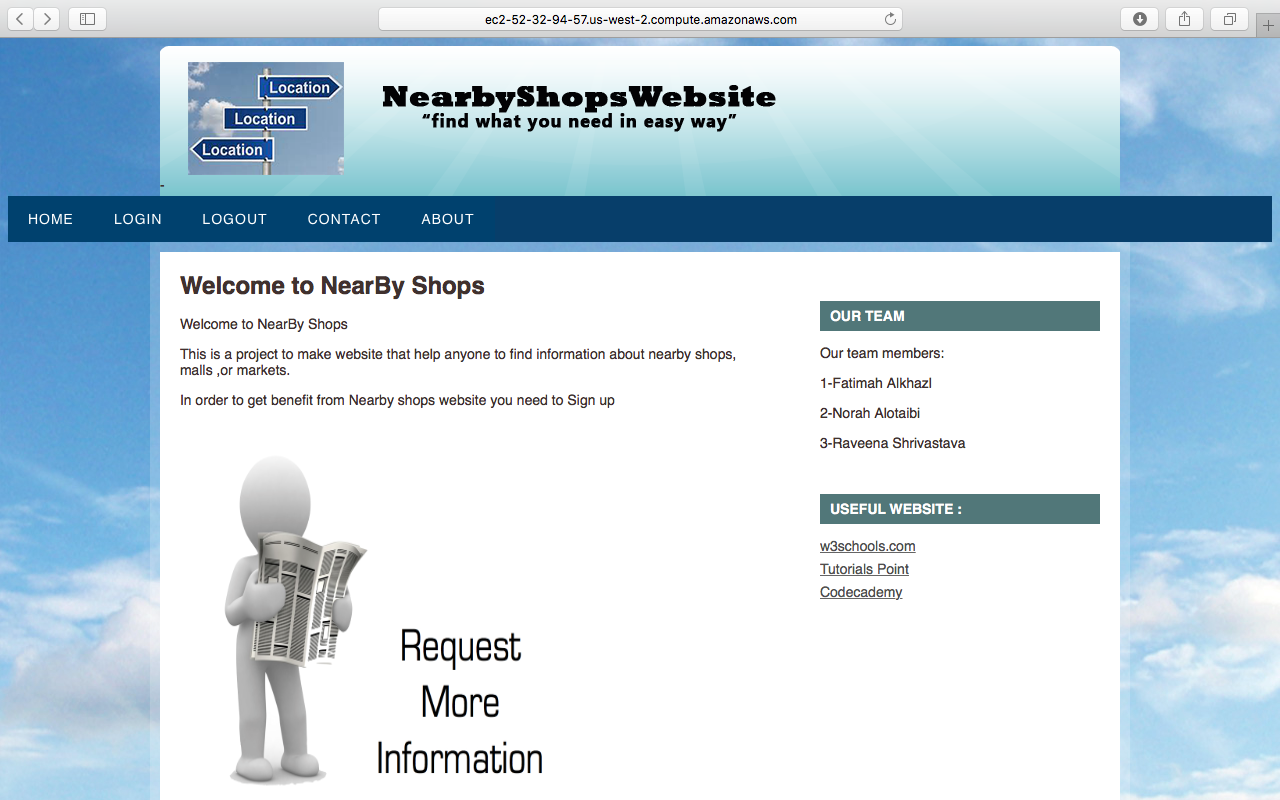 ec2-52-32-94-57.us-west-2.compute.amazonaws.com
Location
Location
Location
NearbyShopsWebsite
“find what you need in easy way”
-
HOME LOGIN LOGOUT CONTACT ABOUT
Welcome to NearBy Shops
Welcome to NearBy Shops
This is a project to make website that help anyone to find information about nearby shops,
malls ,or markets.
In order to get benefit from Nearby shops website you need to Sign up
Request
More
Information
OUR TEAM
Our team members:
1-Fatimah Alkhazl
2-Norah Alotaibi
3-Raveena Shrivastava
USEFUL WEBSITE :
w3schools.com
Tutorials Point
Codecademy